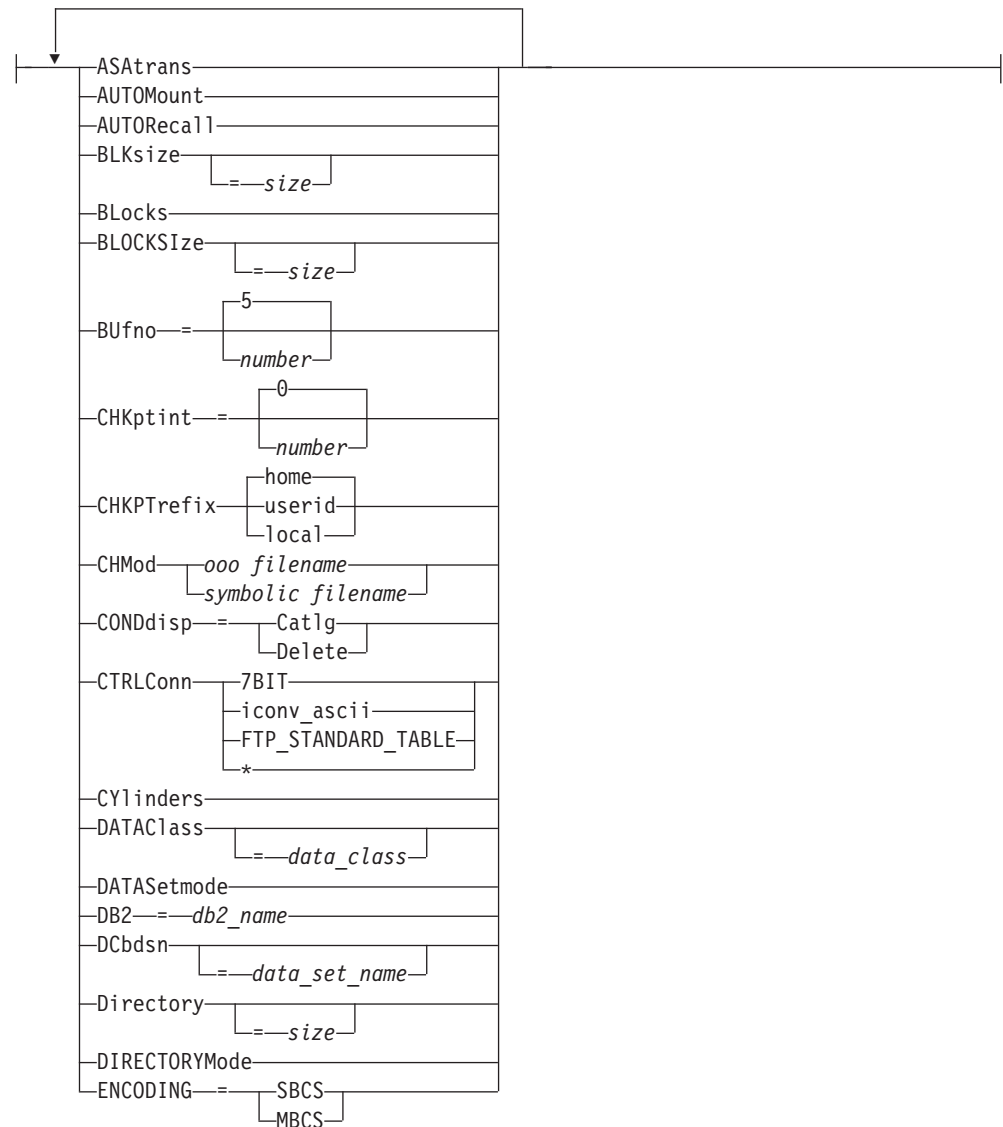 ASAtrans
AUTOMount
AUTORecall
BLKsize
= size
BLocks
BLOCKSIze
= size
5
BUfno =
number
0
CHKptint =
number
home
CHKPTrefix userid
local
CHMod ooo filename
symbolic filename
CONDdisp = Catlg
Delete
CTRLConn 7BIT
iconv_ascii
FTP_STANDARD_TABLE
*
CYlinders
DATAClass
= data_class
DATASetmode
DB2 = db2_name
DCbdsn
= data_set_name
Directory
= size
DIRECTORYMode
ENCODING = SBCS
MBCS